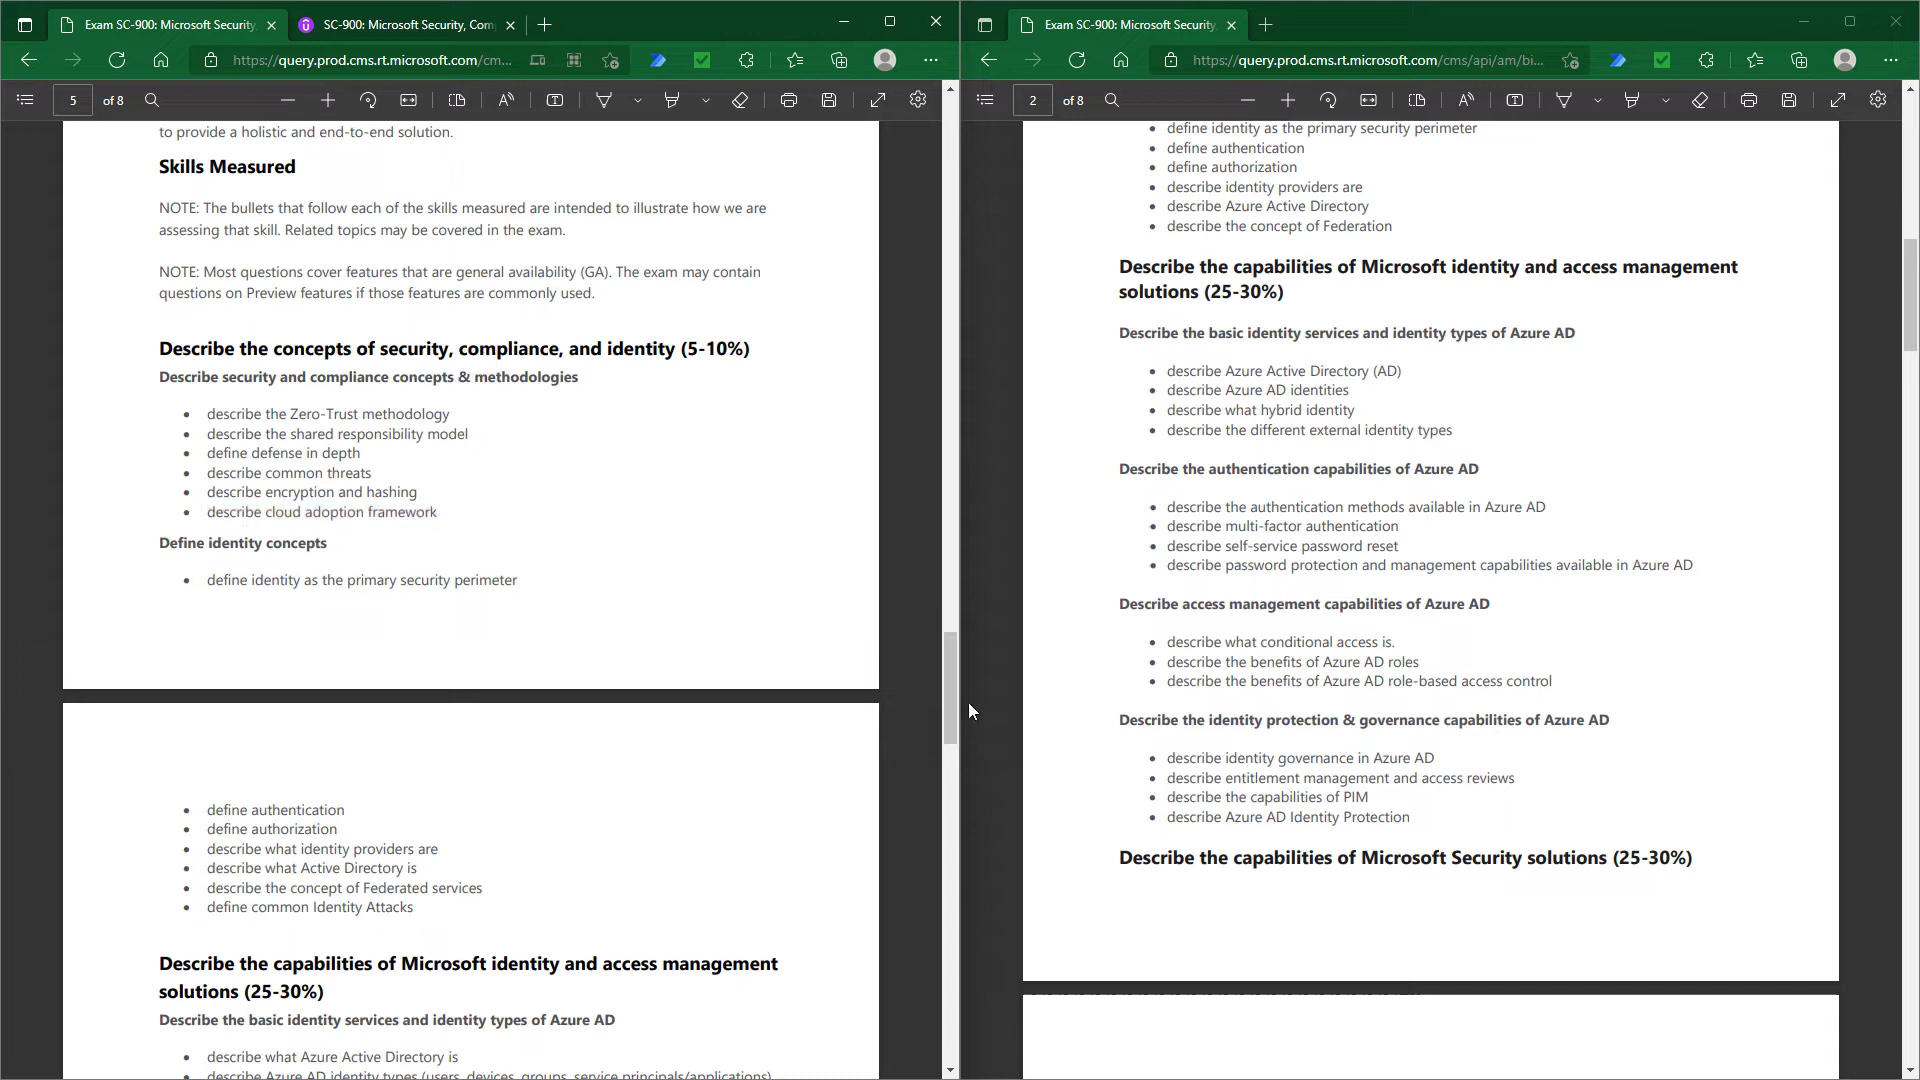 Exam SC-900: Microsoft Security,
SC-900: Microsoft Security, Com
https://query.prod.cms.rt.microsoft.com/cm...
5 of 8
to provide a holistic and end-to-end solution.
Skills Measured
NOTE: The bullets that follow each of the skills measured are intended to illustrate how we are
assessing that skill. Related topics may be covered in the exam.
NOTE: Most questions cover features that are general availability (GA). The exam may contain
questions on Preview features if those features are commonly used.
Describe the concepts of security, compliance, and identity (5-10%)
Describe security and compliance concepts & methodologies
• describe the Zero-Trust methodology
• describe the shared responsibility model
• define defense in depth
• describe common threats
• describe encryption and hashing
• describe cloud adoption framework
Define identity concepts
• define identity as the primary security perimeter
• define authentication
• define authorization
• describe what identity providers are
• describe what Active Directory is
• describe the concept of Federated services
• define common Identity Attacks
Describe the capabilities of Microsoft identity and access management
solutions (25-30%)
Describe the basic identity services and identity types of Azure AD
• describe what Azure Active Directory is
• describe Azure AD identity types (users, devices, groups, service principals/applications)
Exam SC-900: Microsoft Security,
https://query.prod.cms.rt.microsoft.com/cms/api/am/bi...
2 of 8
• define identity as the primary security perimeter
• define authentication
• define authorization
• describe identity providers are
• describe Azure Active Directory
• describe the concept of Federation
Describe the capabilities of Microsoft identity and access management
solutions (25-30%)
Describe the basic identity services and identity types of Azure AD
• describe Azure Active Directory (AD)
• describe Azure AD identities
• describe what hybrid identity
• describe the different external identity types
Describe the authentication capabilities of Azure AD
• describe the authentication methods available in Azure AD
• describe multi-factor authentication
• describe self-service password reset
• describe password protection and management capabilities available in Azure AD
Describe access management capabilities of Azure AD
• describe what conditional access is.
• describe the benefits of Azure AD roles
• describe the benefits of Azure AD role-based access control
Describe the identity protection & governance capabilities of Azure AD
• describe identity governance in Azure AD
• describe entitlement management and access reviews
• describe the capabilities of PIM
• describe Azure AD Identity Protection
Describe the capabilities of Microsoft Security solutions (25-30%)